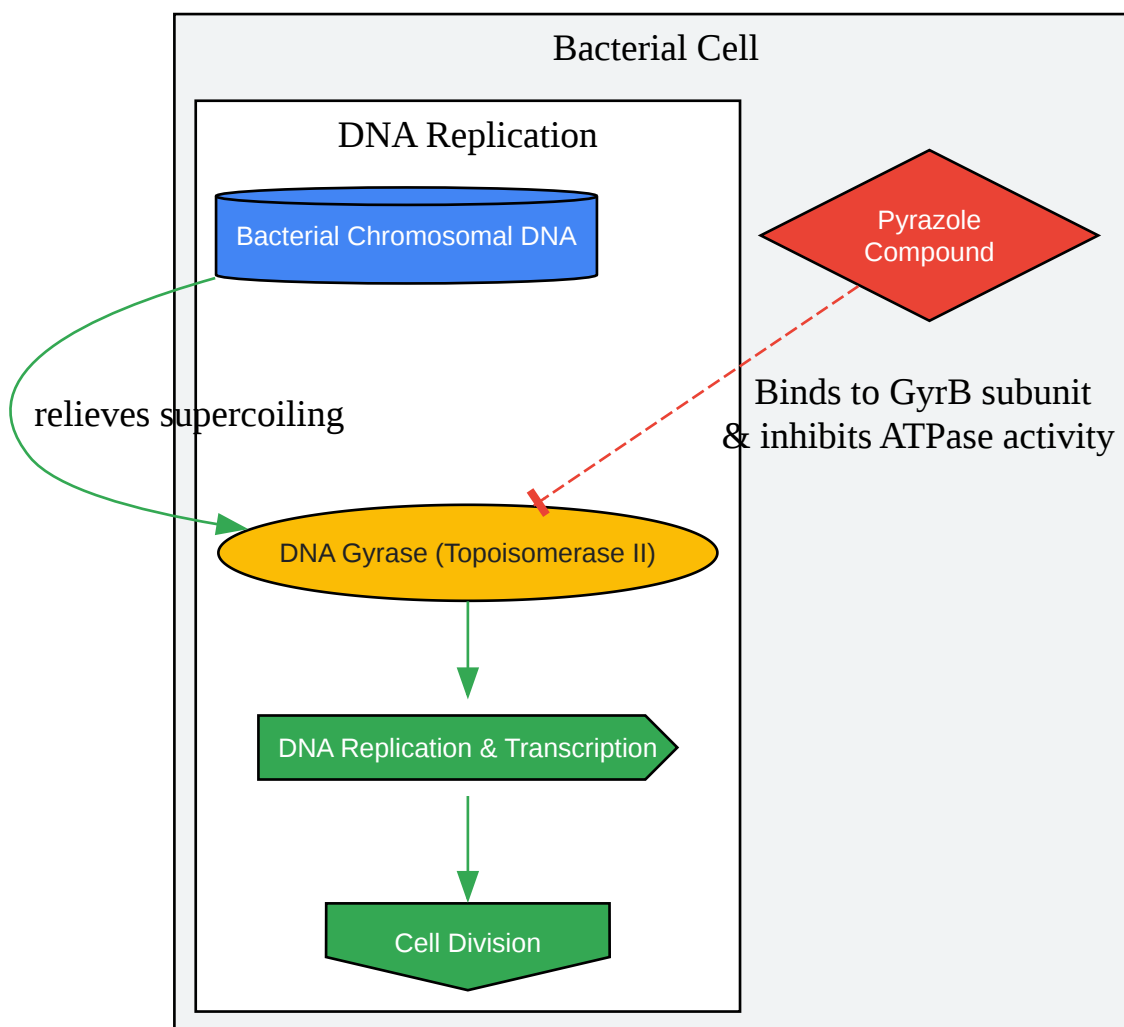 Bacterial Cell
DNA Replication
Bacterial Chromosomal DNA
Pyrazole
Compound
relieves supercoiling
Binds to GyrB subunit
& inhibits ATPase activity
DNA Gyrase (Topoisomerase II)
DNA Replication & Transcription
Cell Division